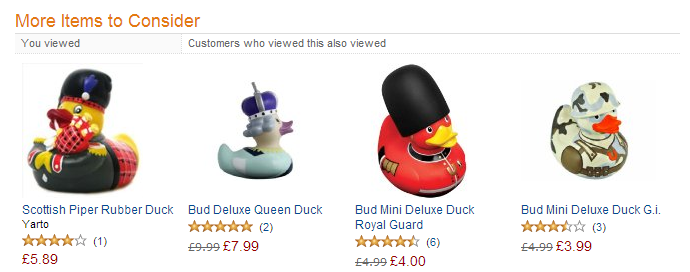 More Items to Consider
You viewed
Customers who viewed this also viewed
Scottish Piper Rubber Duck
Yarto
(1)
£5.89
Bud Deluxe Queen Duck
(2)
£9.99 £7.99
Bud Mini Deluxe Duck
Royal Guard
(6)
£4.99 £4.00
Bud Mini Deluxe Duck G.i.
(3)
£4.99 £3.99